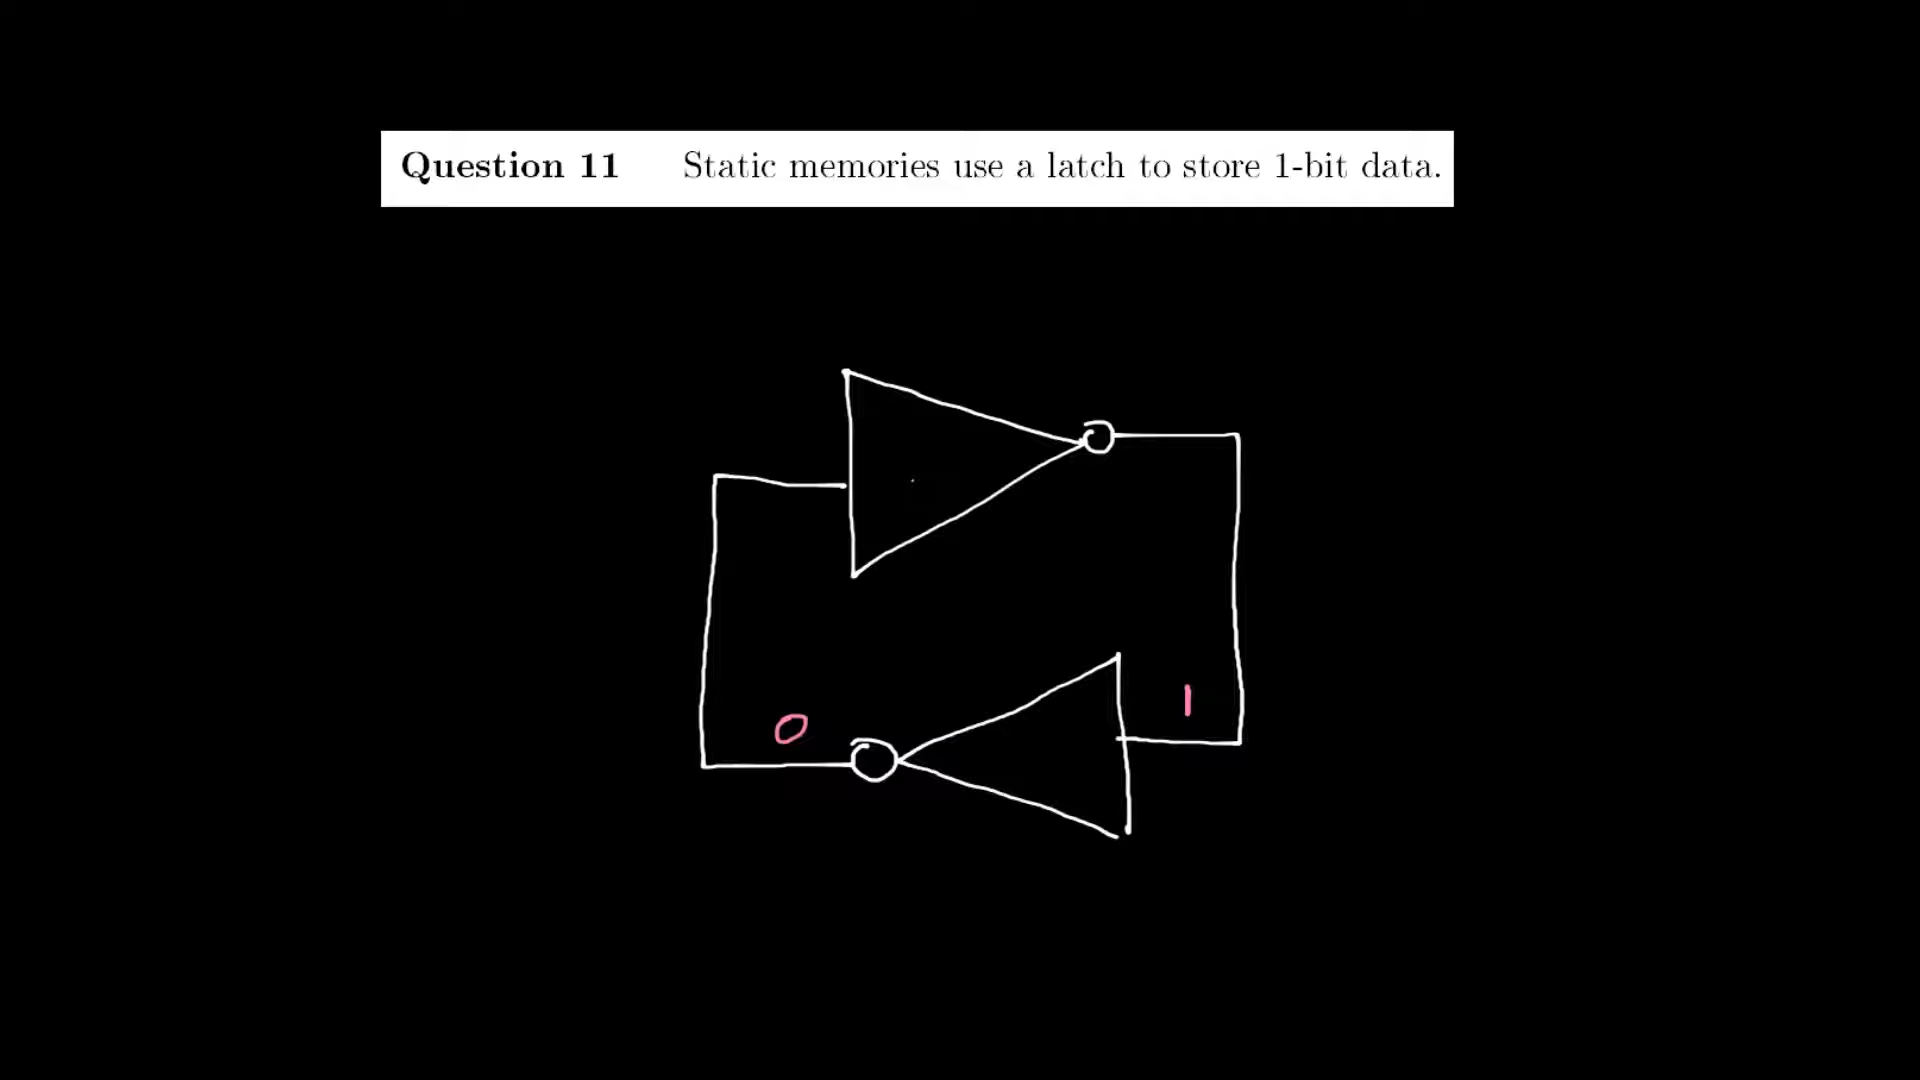 Question 11 Static memories use a latch to store 1-bit data.
1
0